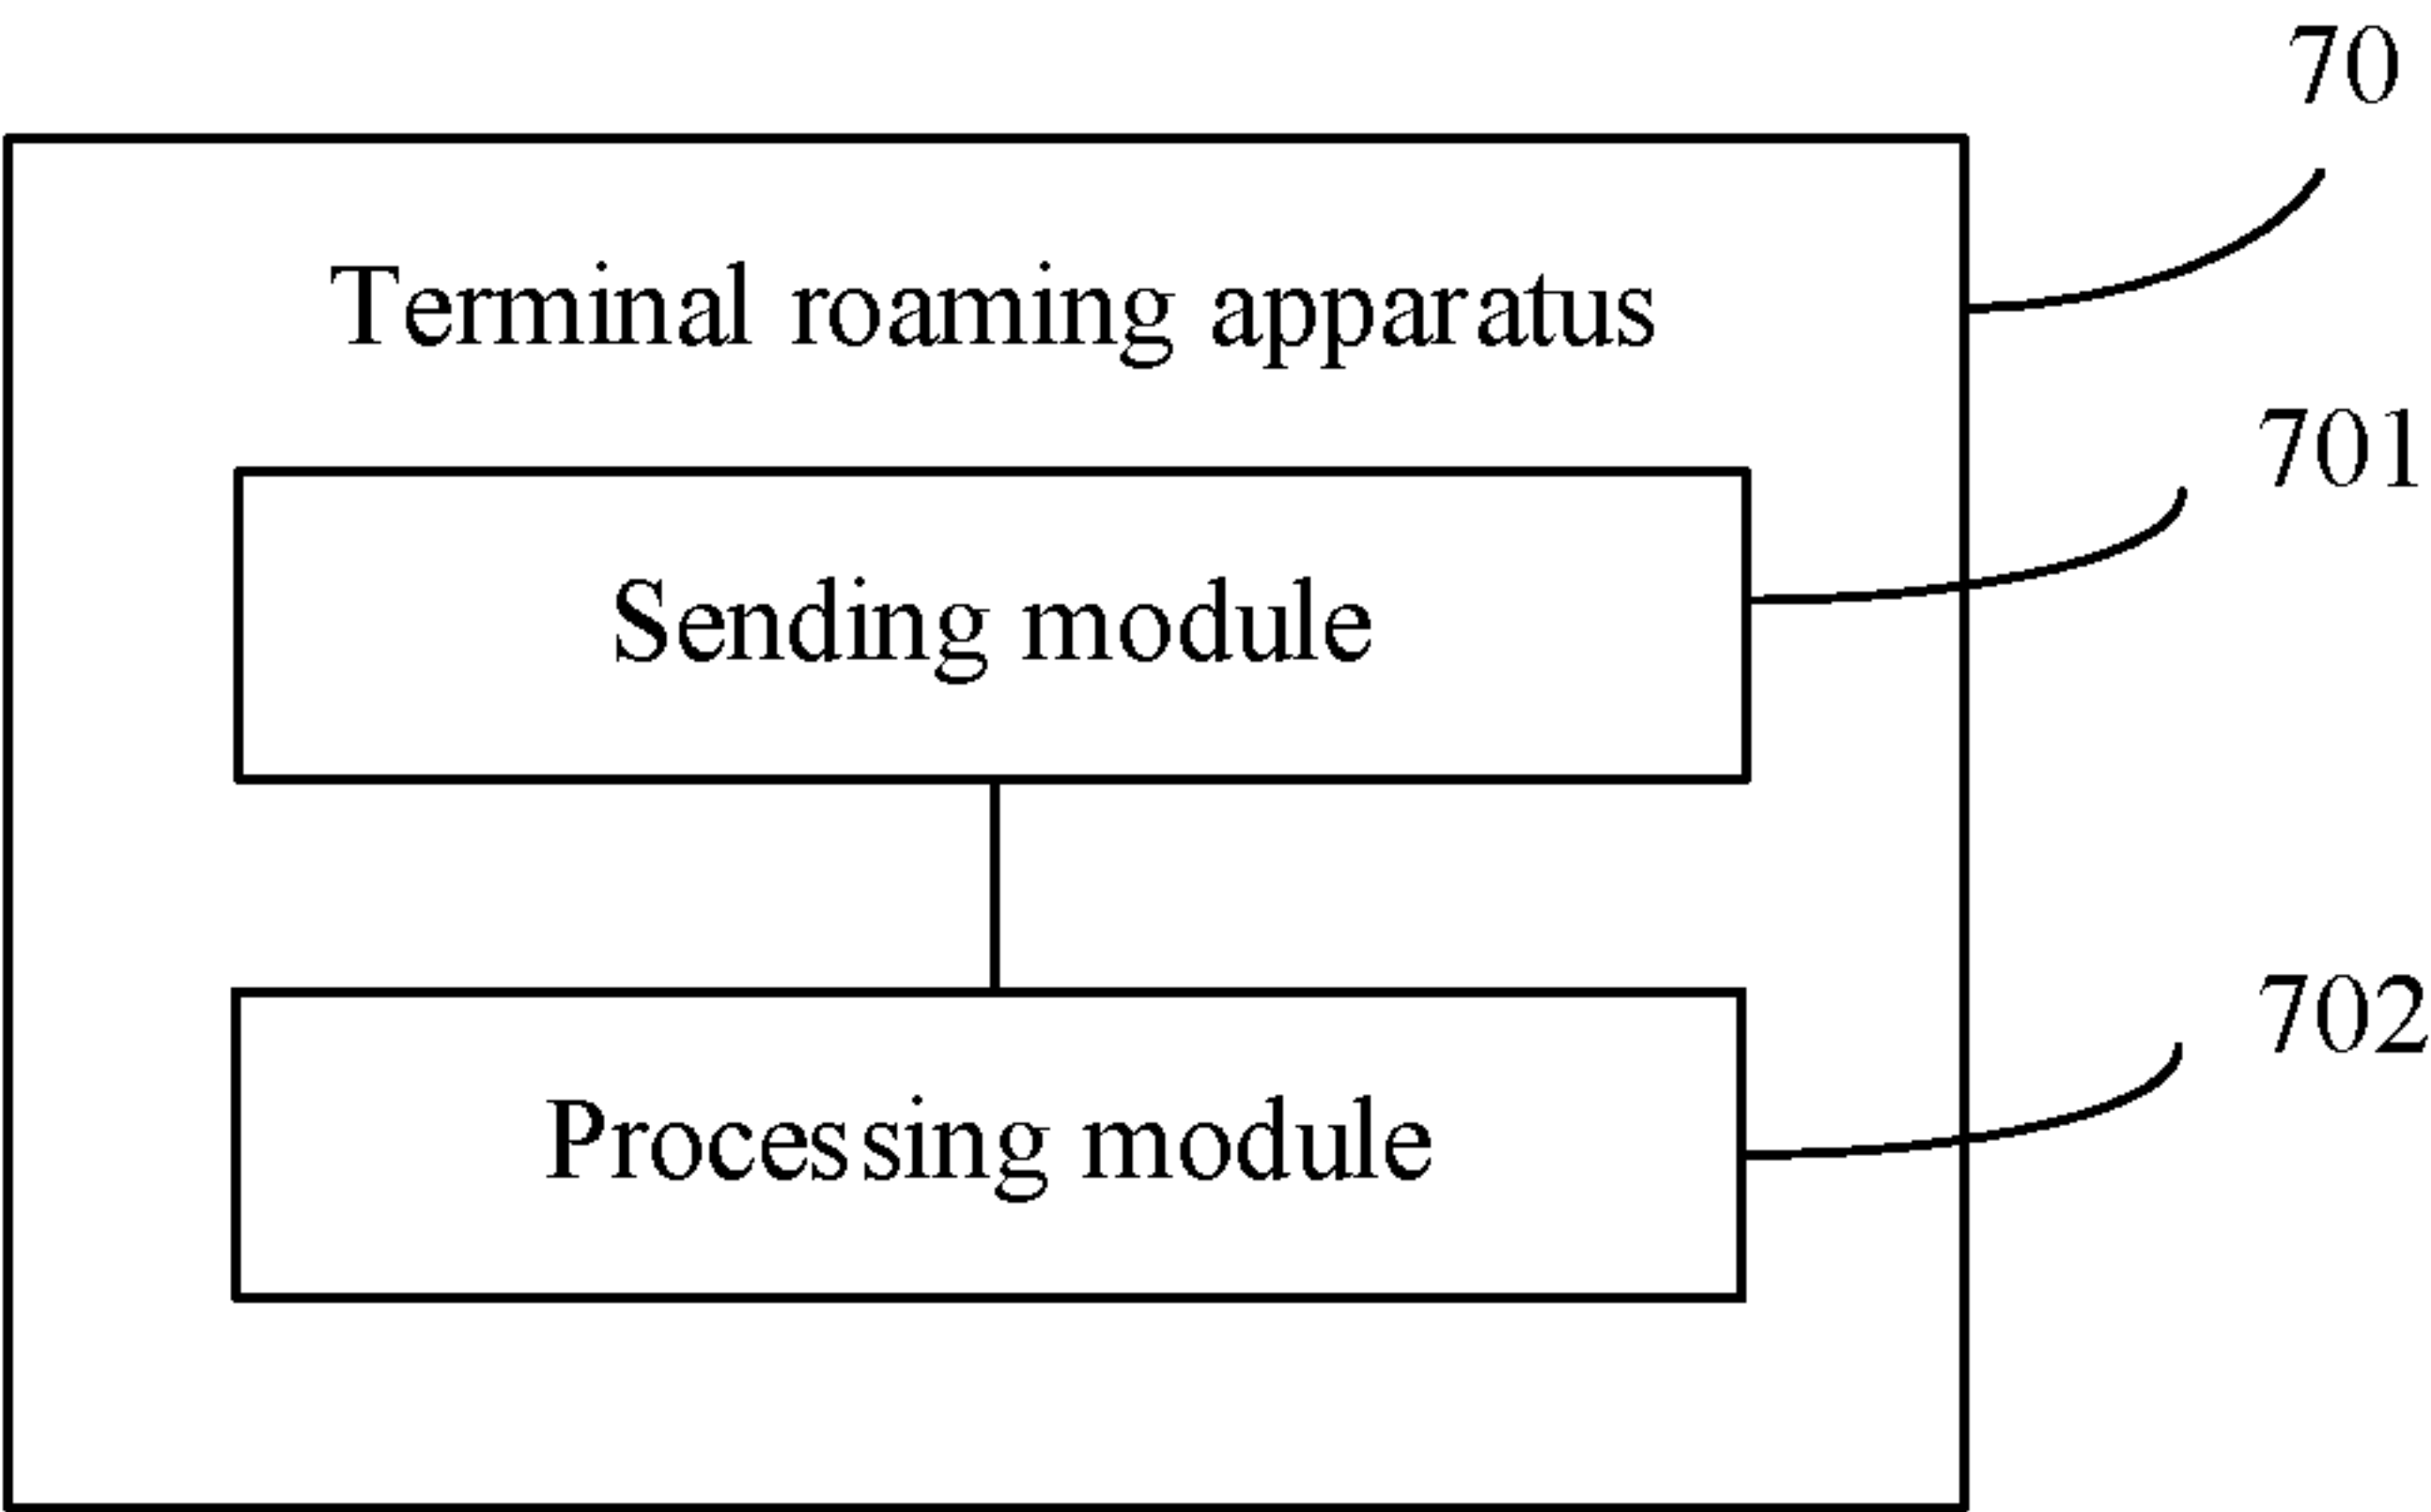 70
Terminal roaming apparatus
701
Sending module
702
Processing module